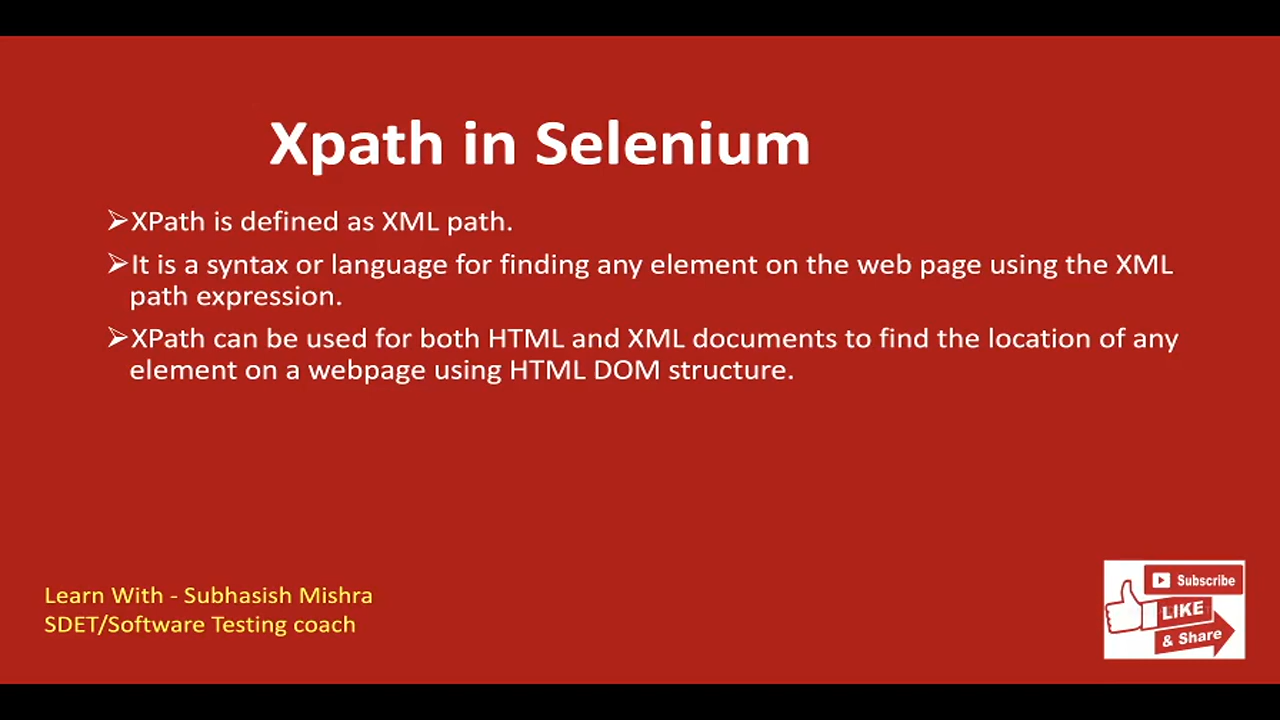 Xpath in Selenium
➢XPath is defined as XML path.
➢It is a syntax or language for finding any element on the web page using the XML
path expression.
➢XPath can be used for both HTML and XML documents to find the location of any
element on a webpage using HTML DOM structure.
Learn With - Subhasish Mishra
SDET/Software Testing coach
Subscribe
LIKE
& Share